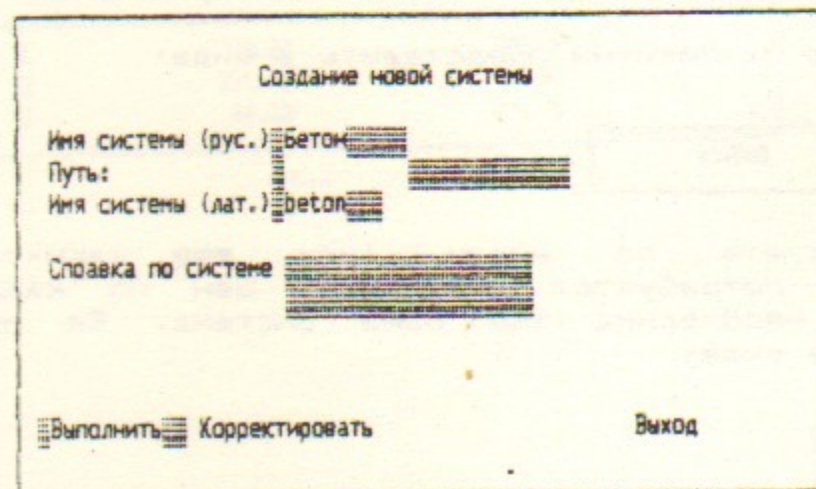 Создание новой системы
Имя системы (рус.) Бетон
Путь:
Имя системы (лат.) beton
Справка по системе
Выполнить Корректировать Выход